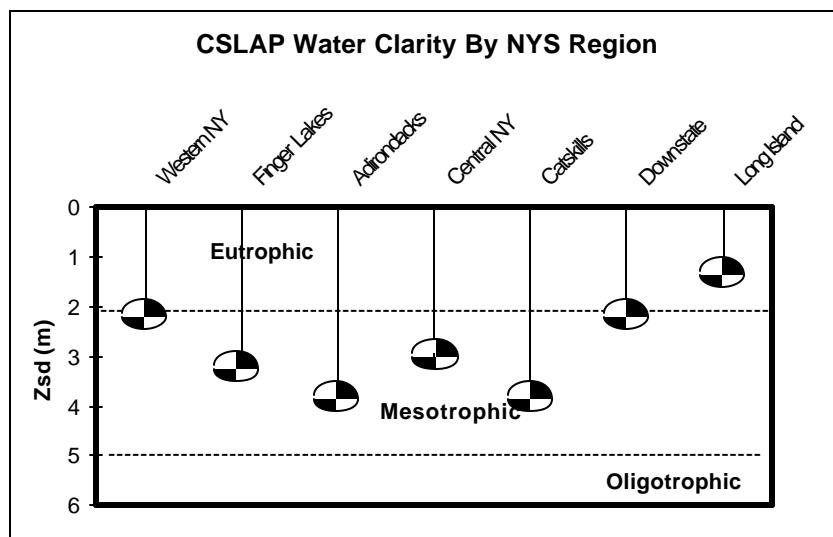 CSLAP Water Clarity By NYS Region
Western NY
Finger Lakes
Adirondacks
Central NY
Catskills
Downstate
Long Island
0
Eutrophic
1
2
3
Zsd (m)
4
Mesotrophic
5
Oligotrophic
6